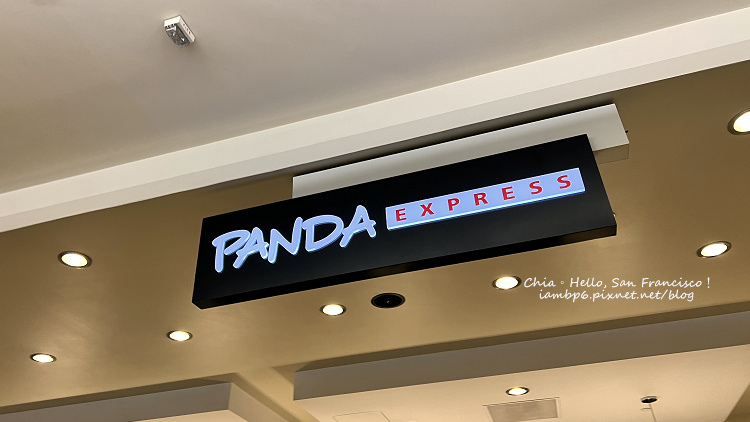 PANDA EXPRESS
Chia。Hello, San Francisco!
iambp6.pixnet.net/blog